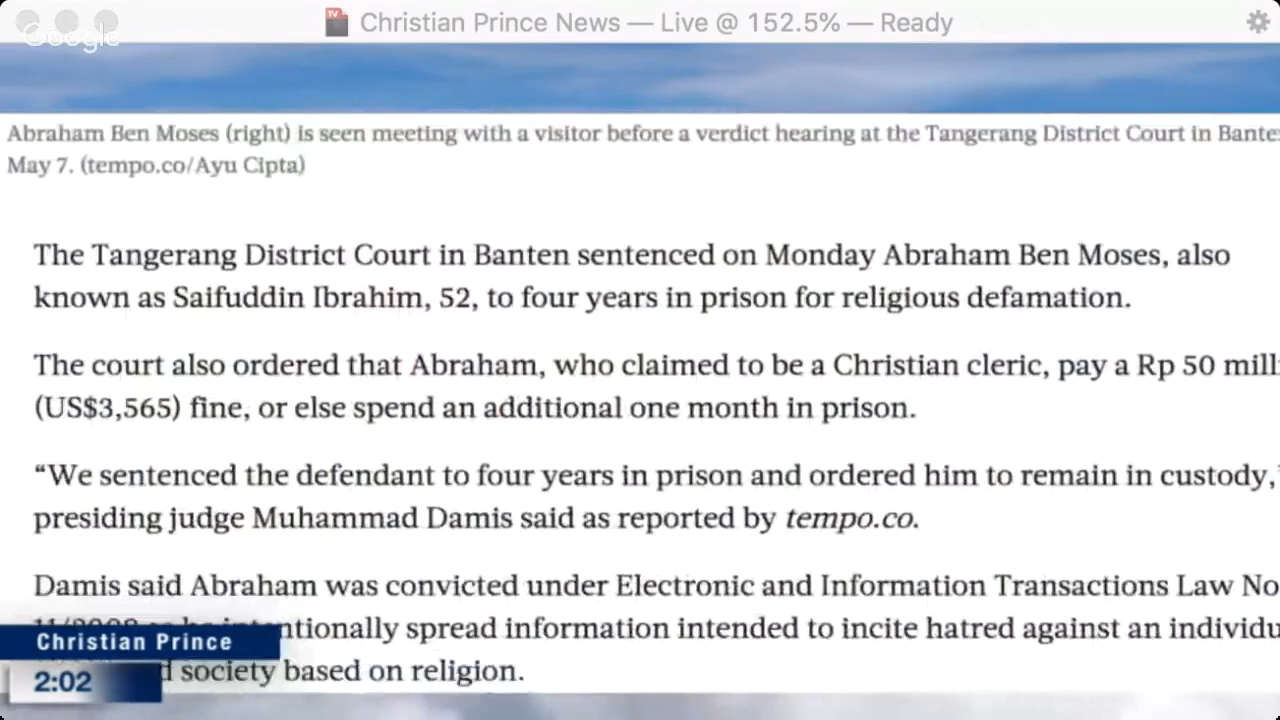 Google
TV
Christian Prince News — Live @ 152.5% — Ready
Abraham Ben Moses (right) is seen meeting with a visitor before a verdict hearing at the Tangerang District Court in
May 7. (tempo.co/Ayu Cipta)
The Tangerang District Court in Banten sentenced on Monday Abraham Ben Moses, also
known as Saifuddin Ibrahim, 52, to four years in prison for religious defamation.
The court also ordered that Abraham, who claimed to be a Christian cleric, pay a Rp 50
(US$3,565) fine, or else spend an additional one month in prison.
“We sentenced the defendant to four years in prison and ordered him to remain in custody,
presiding judge Muhammad Damis said as reported by tempo.co.
Damis said Abraham was convicted under Electronic and Information Transactions Law No
spread information intended to incite hatred against an
society based on religion.
Christian Prince
2:02